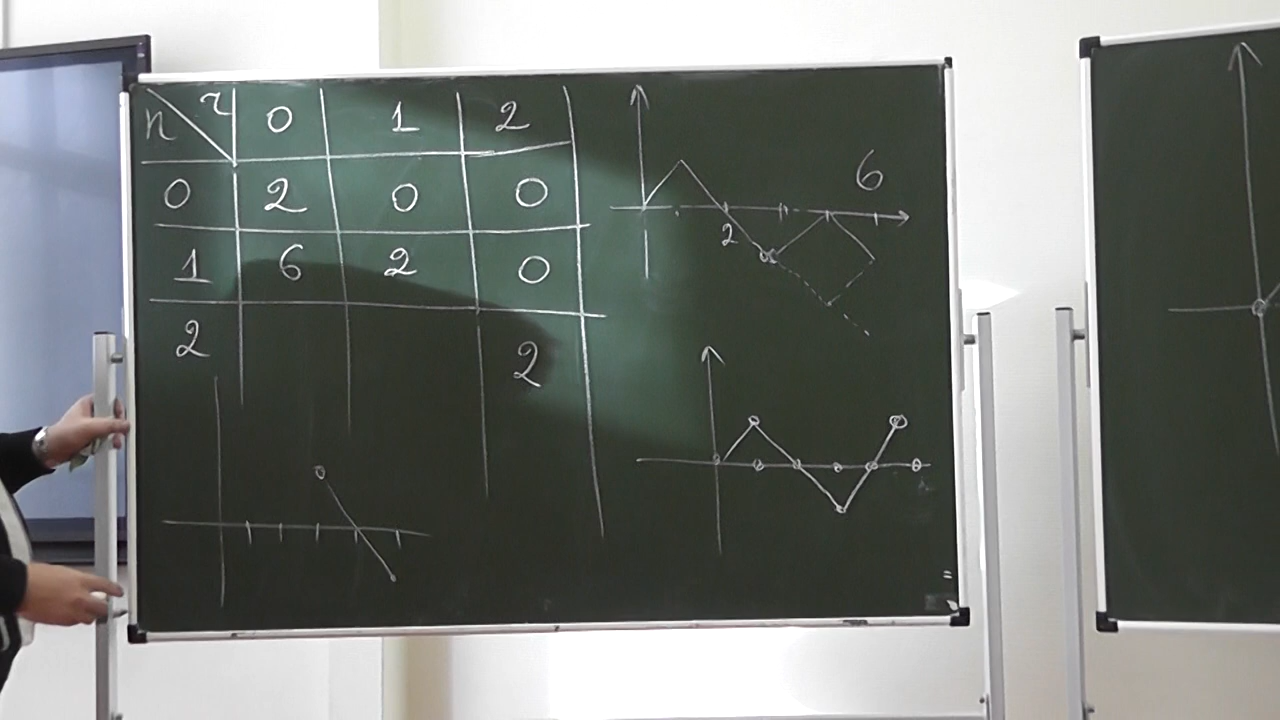 n r 0 1 2
0 2 0 0
1 6 2 0
2 2
6
2